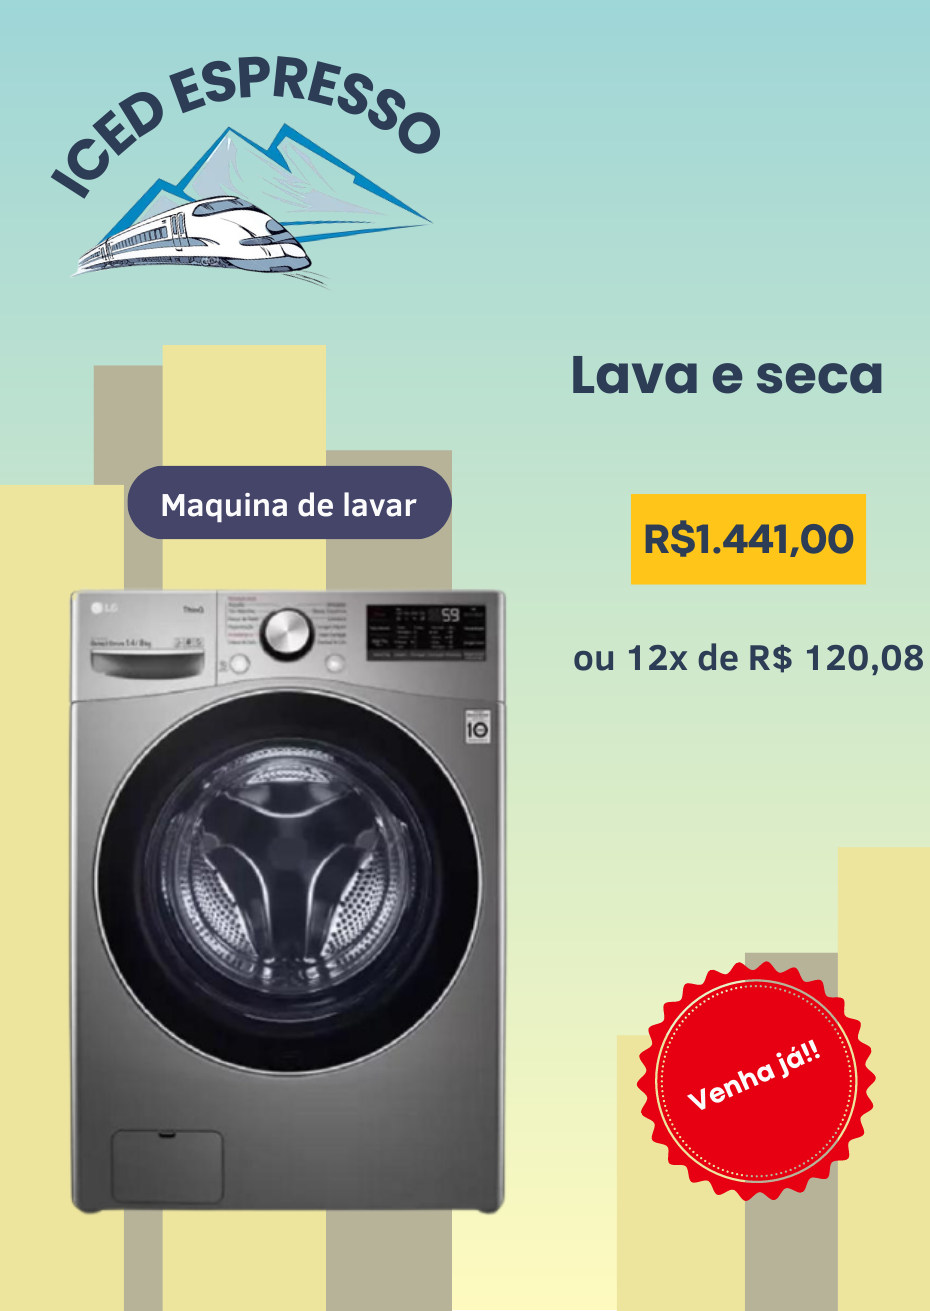 ICED ESPRESSO
Lava e seca
Maquina de lavar
R$1.441,00
ou 12x de R$ 120,08
LG
ThinQ
59
10
Venha já!!